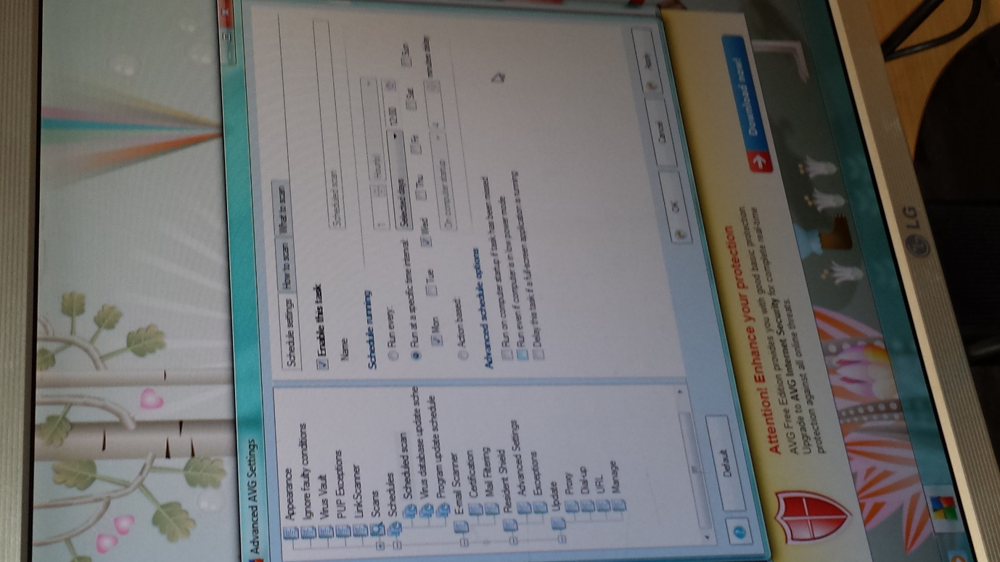 Advanced AVG Settings
Appearance
Ignore faulty conditions
Virus Vault
PUP Exceptions
LinkScanner
Scans
Schedules
Scheduled scan
Virus database update sche
Program update schedule
Email Scanner
Certification
Mail Filtering
Resident Shield
Advanced Settings
Exceptions
Update
Proxy
Dial-up
URL
Manage
Schedule settings How to scan What to scan
Enable this task
Name Scheduled scan
Schedule running
Run every: 1 Hour(s)
Run at a specific time interval: Selected days 12:00
Mon Tue Wed Thu Fri Sat Sun
Action based: On computer startup 4 minutes delay
Advanced schedule options
Run on computer startup if task has been missed
Run even if computer is in low power mode
Delay the task if a full-screen application is running
Default OK Cancel Apply
Attention! Enhance your protection
AVG Free Edition provides you with good basic protection.
Upgrade to AVG Internet Security for complete real-time
protection against all online threats.
Download now!
LG